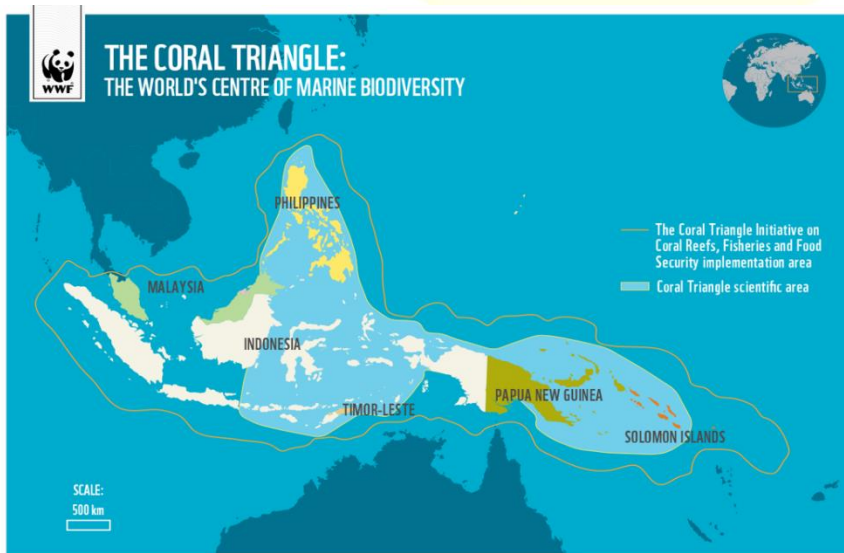 WWF
THE CORAL TRIANGLE:
THE WORLD'S CENTRE OF MARINE BIODIVERSITY
PHILIPPINES
The Coral Triangle Initiative on
Coral Reefs, Fisheries and Food
Security implementation area
Coral Triangle scientific area
MALAYSIA
INDONESIA
TIMOR-LESTE
PAPUA NEW GUINEA
SOLOMON ISLANDS
SCALE:
500 km